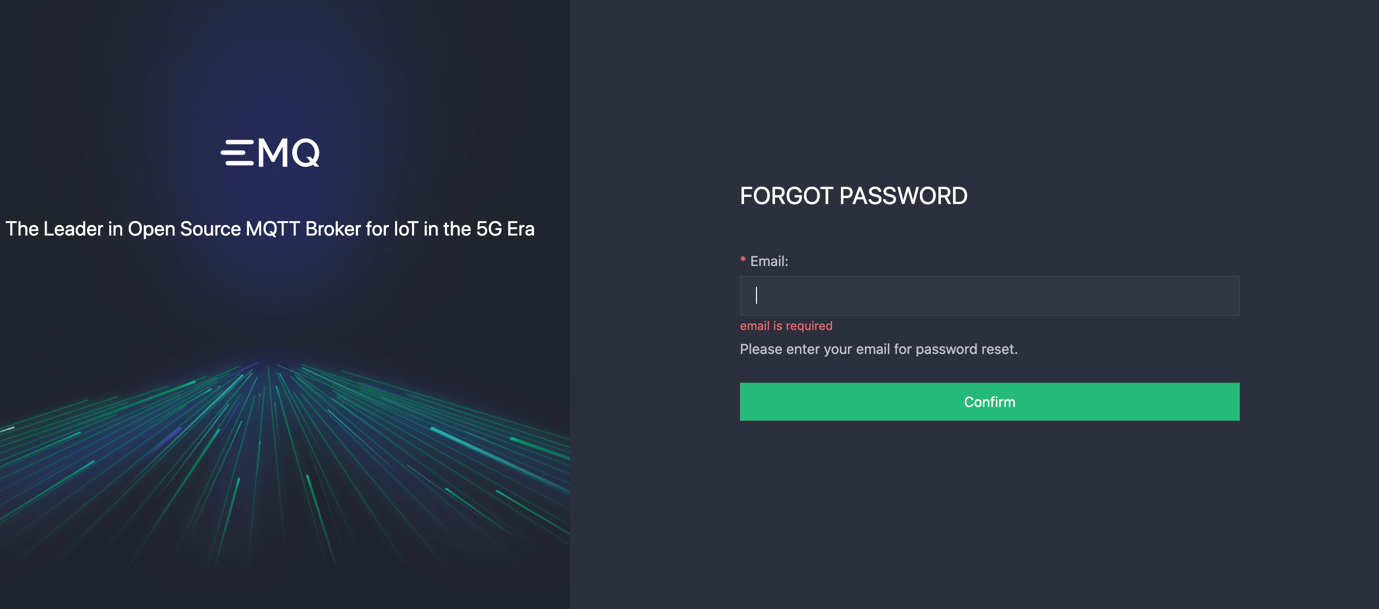 EMQ
The Leader in Open Source MQTT Broker for IoT in the 5G Era
FORGOT PASSWORD
* Email:
email is required
Please enter your email for password reset.
Confirm